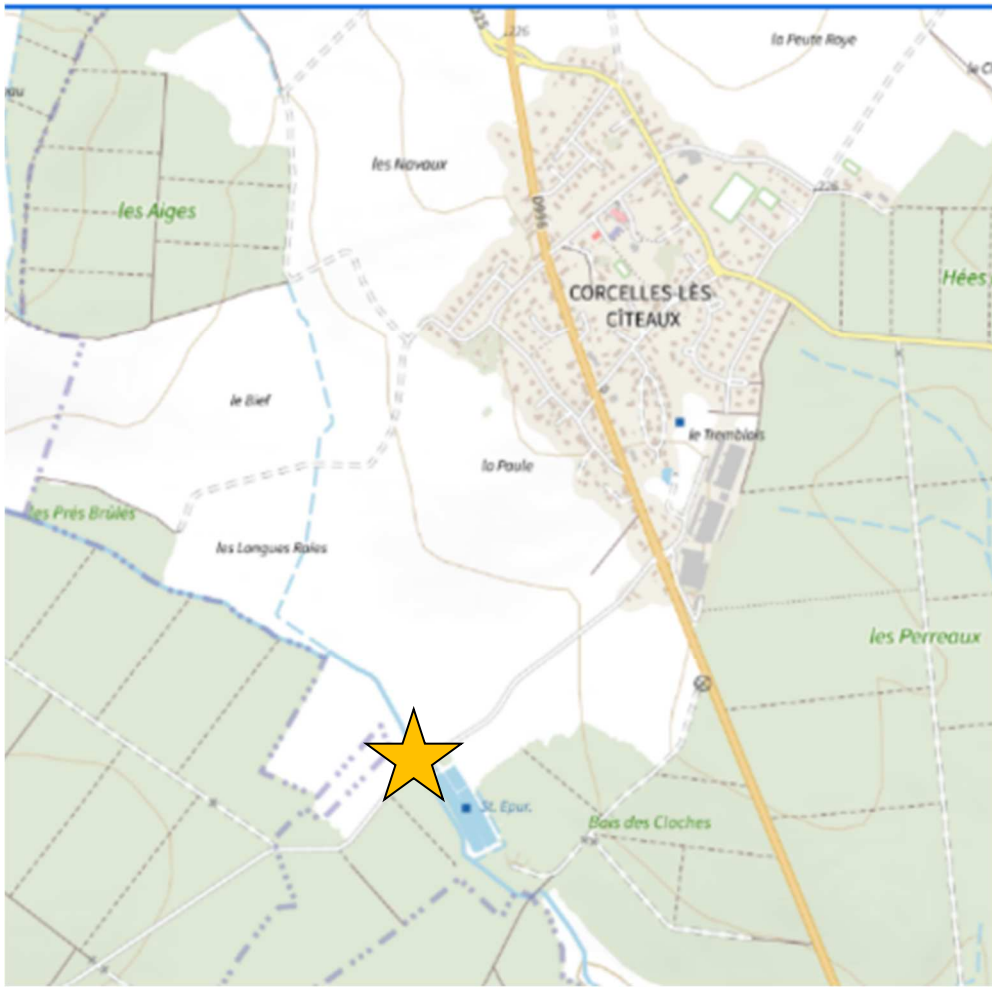 226
la Peute Raye
les Navaux
les Aiges
226
D996
Hées
CORCELLES-LÈS-
CÎTEAUX
le Bief
le Tremblois
la Paule
les Prés Brûlés
les Longues Raies
les Perreaux
St. Epur.
Bois des Cloches